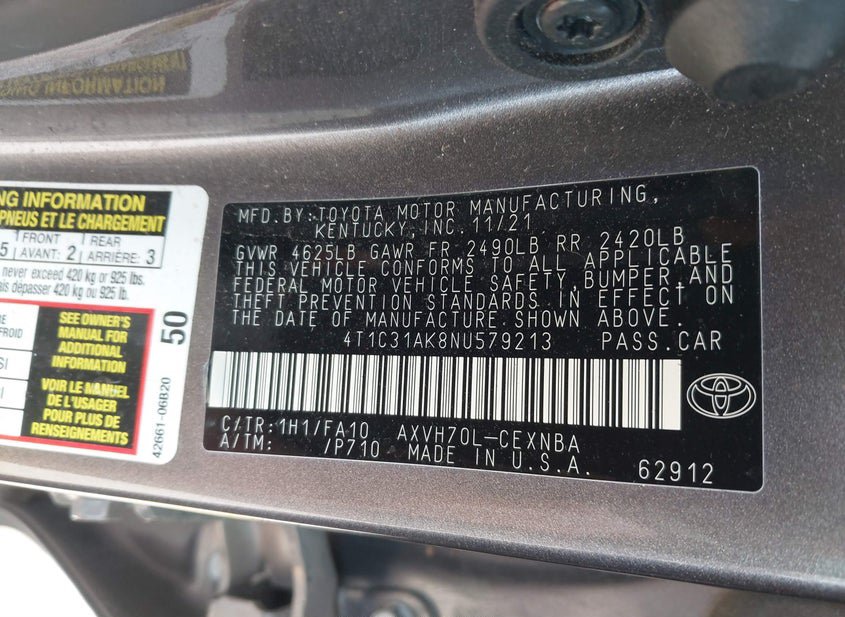 NG INFORMATION
PNEUS ET LE CHARGEMENT
5 FRONT REAR
AVANT: 2 ARRIÈRE: 3
never exceed 420 kg or 925 lbs.
ais dépasser 420 kg ou 925 lb.
SEE OWNER'S
MANUAL FOR
ADDITIONAL
INFORMATION
VOIR LE MANUEL
DE L'USAGER
POUR PLUS DE
RENSEIGNEMENTS
50
42661-06B20
MFD.BY:TOYOTA MOTOR MANUFACTURING,
KENTUCKY,INC.11/21
GVWR 4625LB GAWR FR 2490LB RR 2420LB
THIS VEHICLE CONFORMS TO ALL APPLICABLE
FEDERAL MOTOR VEHICLE SAFETY,BUMPER,AND
THEFT PREVENTION STANDARDS IN EFFECT ON
THE DATE OF MANUFACTURE SHOWN ABOVE.
4T1C31AK8NU579213 PASS.CAR
C/TR:1H1/FA10 AXVH70L-CEXNBA
A/TM: /P710 MADE IN U.S.A. 62912